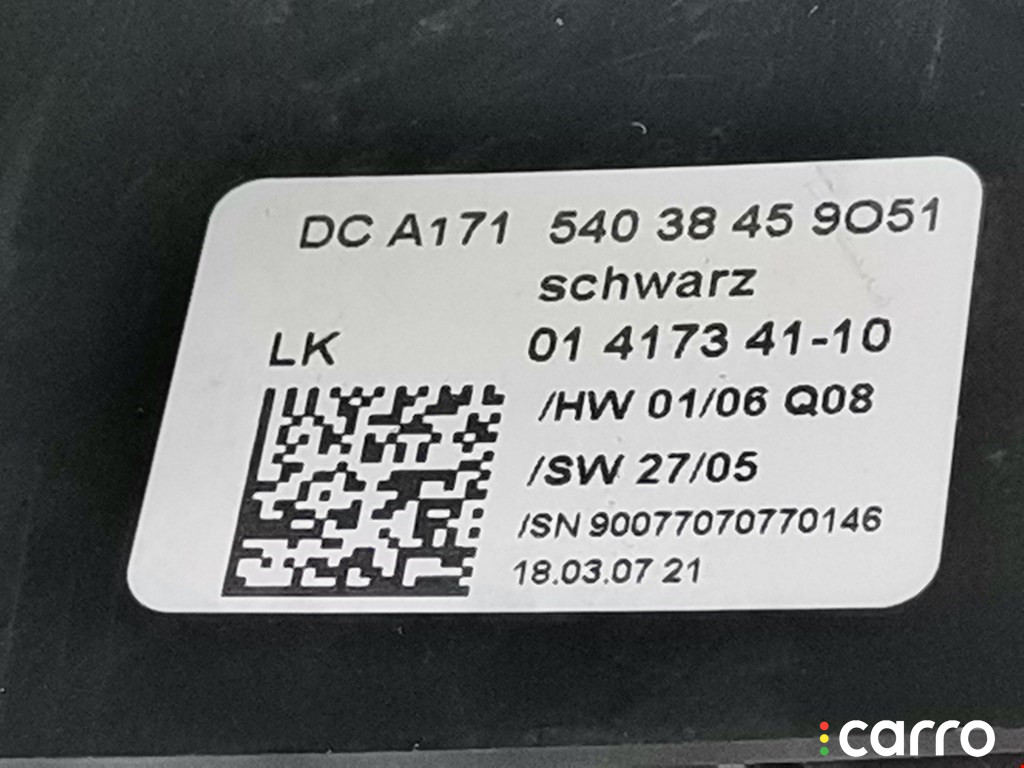 DC A171 540 38 45 9O51
schwarz
LK 01 4173 41-10
/HW 01/06 Q08
/SW 27/05
/SN 90077070770146
18.03.07 21
carro